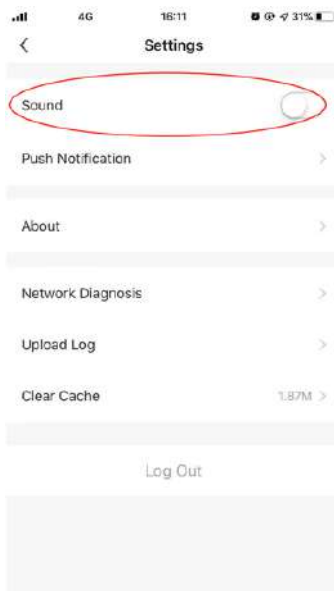 4G 16:11 31%
Settings
Sound
Push Notification
About
Network Diagnosis
Upload Log
Clear Cache 1.87M
Log Out